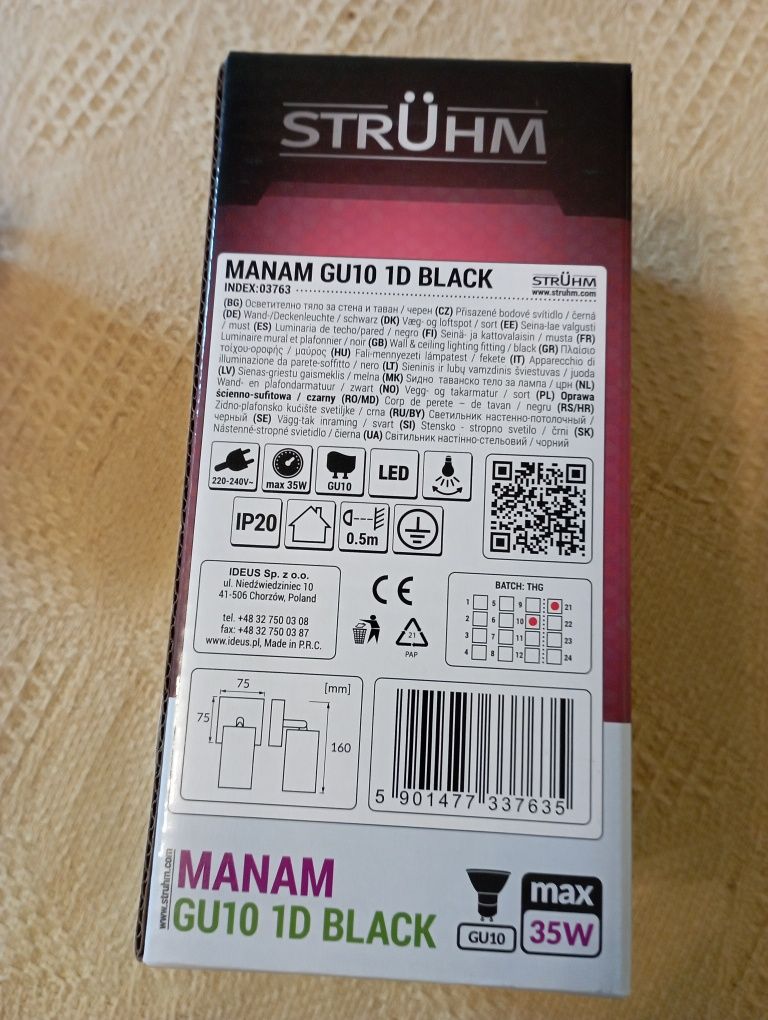 STRÜHM
MANAM GU10 1D BLACK
STRÜHM
www.struhm.com
INDEX:03763
(BG) Осветително тяло за стена и таван / черен (CZ) Přisazené bodové svítidlo / černá
(DE) Wand-/Deckenleuchte / schwarz (DK) Væg- og loftspot / sort (EE) Seina-lae valgusti
/ must (ES) Luminaria de techo/pared / negro (FI) Seinä- ja kattovalaisin / musta (FR)
Luminaire mural et plafonnier / noir (GB) Wall & ceiling lighting fitting / black (GR) Πλαίσιο
τοίχου-οροφής / μαύρος (HU) Fali-mennyezeti lámpatest / fekete (IT) Apparecchio di
illuminazione da parete-soffitto / nero (LT) Sieninis ir lubų vamzdinis šviestuvas / juoda
(LV) Sienas-griestu gaismeklis / melna (MK) Ѕидно таванско тело за лампа / црн (NL)
Wand- en plafondarmatuur / zwart (NO) Vegg- og takarmatur / sort (PL) Oprawa
ścienno-sufitowa / czarny (RO/MD) Corp de perete – de tavan / negru (RS/HR)
Zidno-plafonsko kućište svetiljke / crna (RU/BY) Светильник настенно-потолочный /
черный (SE) Vägg-tak inraming / svart (SI) Stensko - stropno svetilo / črni (SK)
Nástenné-stropné svietidlo / čierna (UA) Світильник настінно-стельовий / чорний
220-240V~
max 35W
GU10
LED
IP20
0.5m
IDEUS Sp. z o.o.
ul. Niedźwiedziniec 10
41-506 Chorzów, Poland
tel. +48 32 750 03 08
fax: +48 32 750 03 87
www.ideus.pl, Made in P.R.C.
CE
21
PAP
BATCH: THG
1 5 9 21
2 6 10 22
3 7 11 23
4 8 12 24
75
[mm]
75
160
5 901477 337635
www.struhm.com
MANAM
GU10 1D BLACK
GU10
max
35W